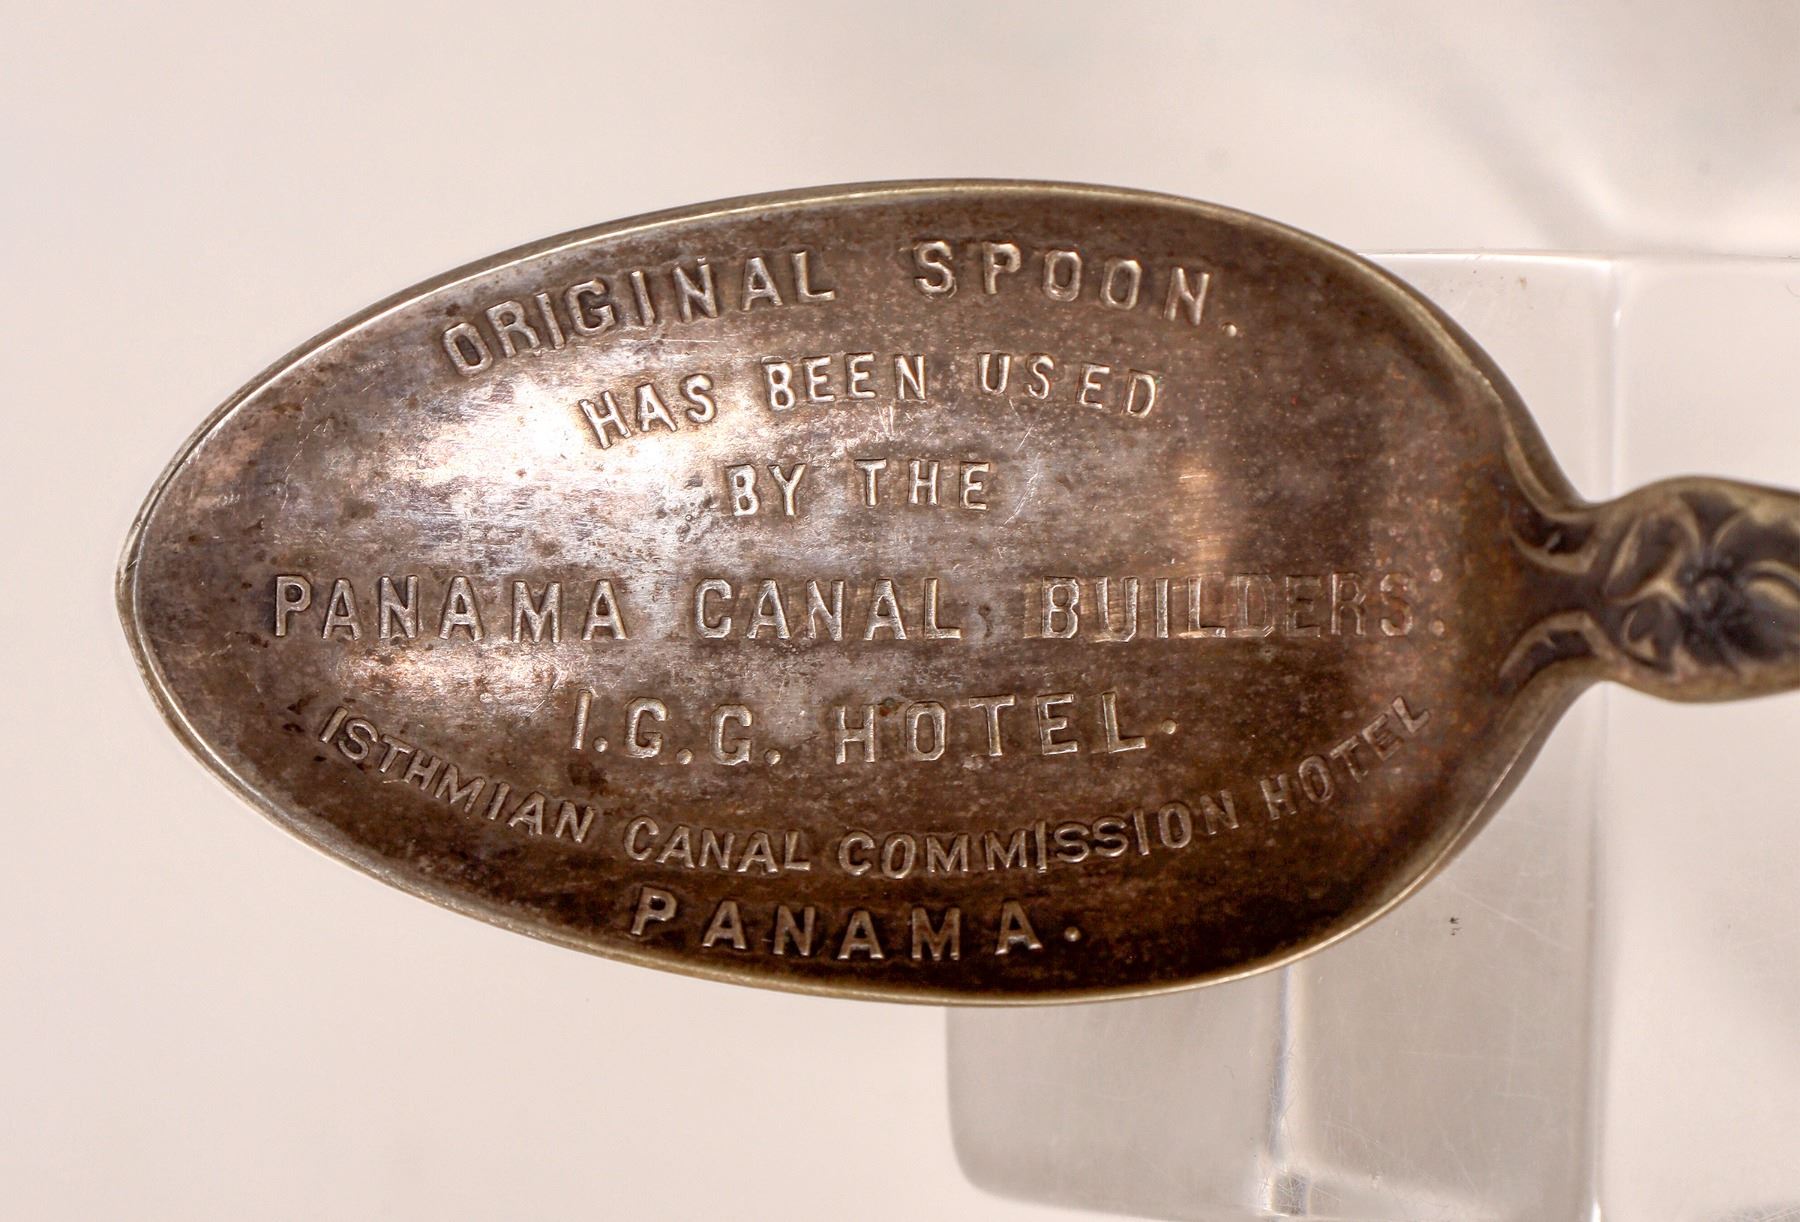 ORIGINAL SPOON.
HAS BEEN USED
BY THE
PANAMA CANAL BUILDERS.
I.G.G. HOTEL.
ISTHMIAN CANAL COMMISSION HOTEL
PANAMA.